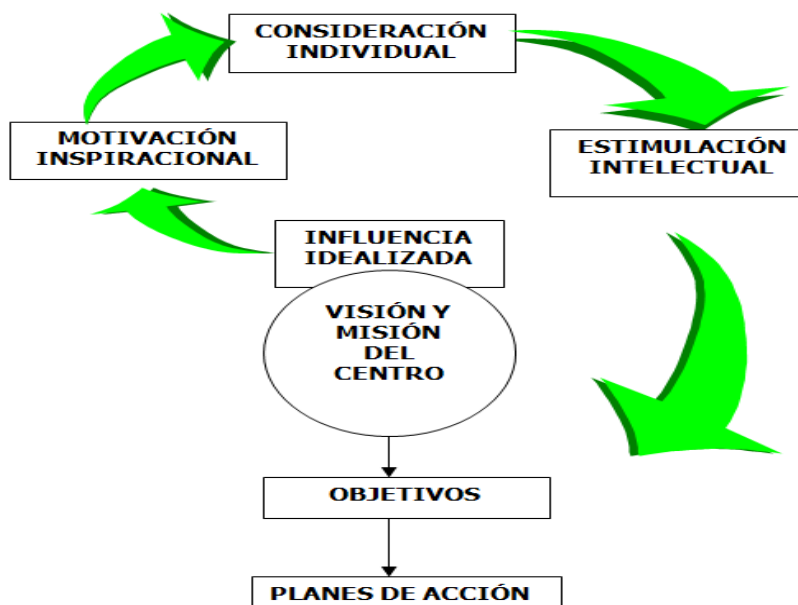 CONSIDERACIÓN
INDIVIDUAL
MOTIVACIÓN
INSPIRACIONAL
ESTIMULACIÓN
INTELECTUAL
INFLUENCIA
IDEALIZADA
VISIÓN Y
MISIÓN
DEL
CENTRO
OBJETIVOS
PLANES DE ACCIÓN